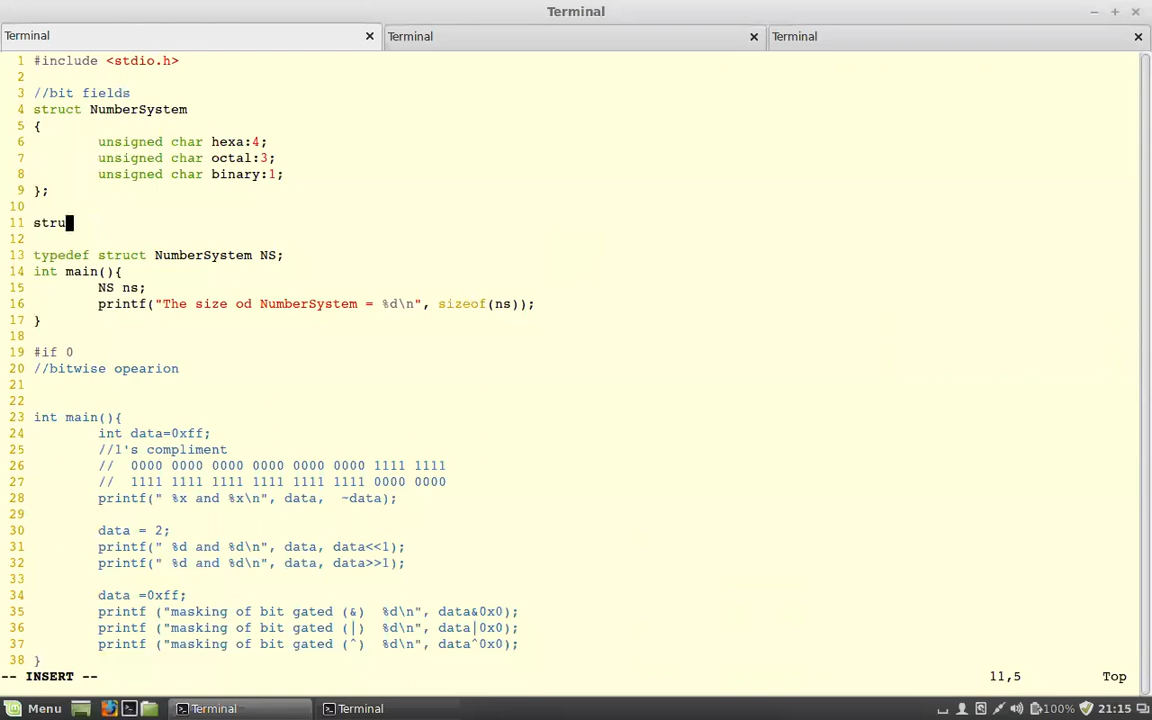 Terminal
Terminal
Terminal
Terminal
1 #include <stdio.h>
2
3 //bit fields
4 struct NumberSystem
5 {
6 unsigned char hexa:4;
7 unsigned char octal:3;
8 unsigned char binary:1;
9 };
10
11 stru
12
13 typedef struct NumberSystem NS;
14 int main(){
15 NS ns;
16 printf("The size od NumberSystem = %d\n", sizeof(ns));
17 }
18
19 #if 0
20 //bitwise opearion
21
22
23 int main(){
24 int data=0xff;
25 //1's compliment
26 // 0000 0000 0000 0000 0000 0000 1111 1111
27 // 1111 1111 1111 1111 1111 1111 0000 0000
28 printf(" %x and %x\n", data, ~data);
29
30 data = 2;
31 printf(" %d and %d\n", data, data<<1);
32 printf(" %d and %d\n", data, data>>1);
33
34 data =0xff;
35 printf ("masking of bit gated (&) %d\n", data&0x0);
36 printf ("masking of bit gated (|) %d\n", data|0x0);
37 printf ("masking of bit gated (^) %d\n", data^0x0);
38 }
-- INSERT -- 11,5 Top
Menu Terminal Terminal 100% 21:15